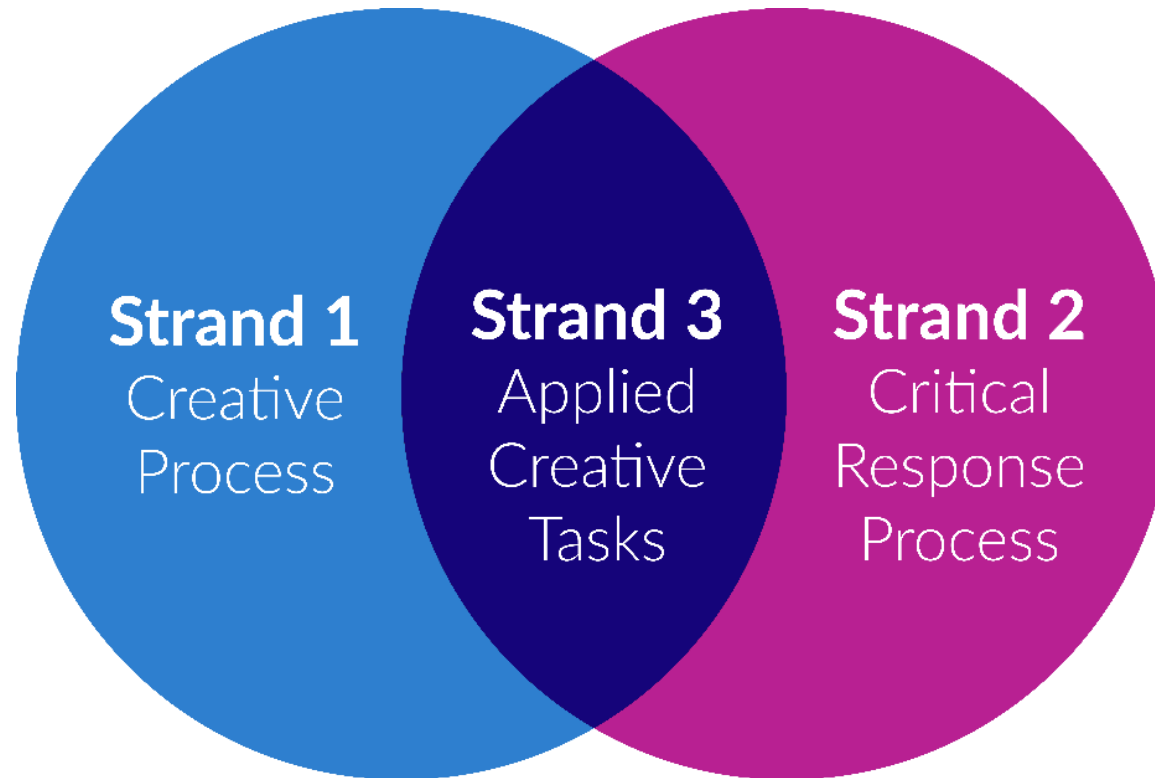 Strand 1
Creative
Process
Strand 3
Applied
Creative
Tasks
Strand 2
Critical
Response
Process